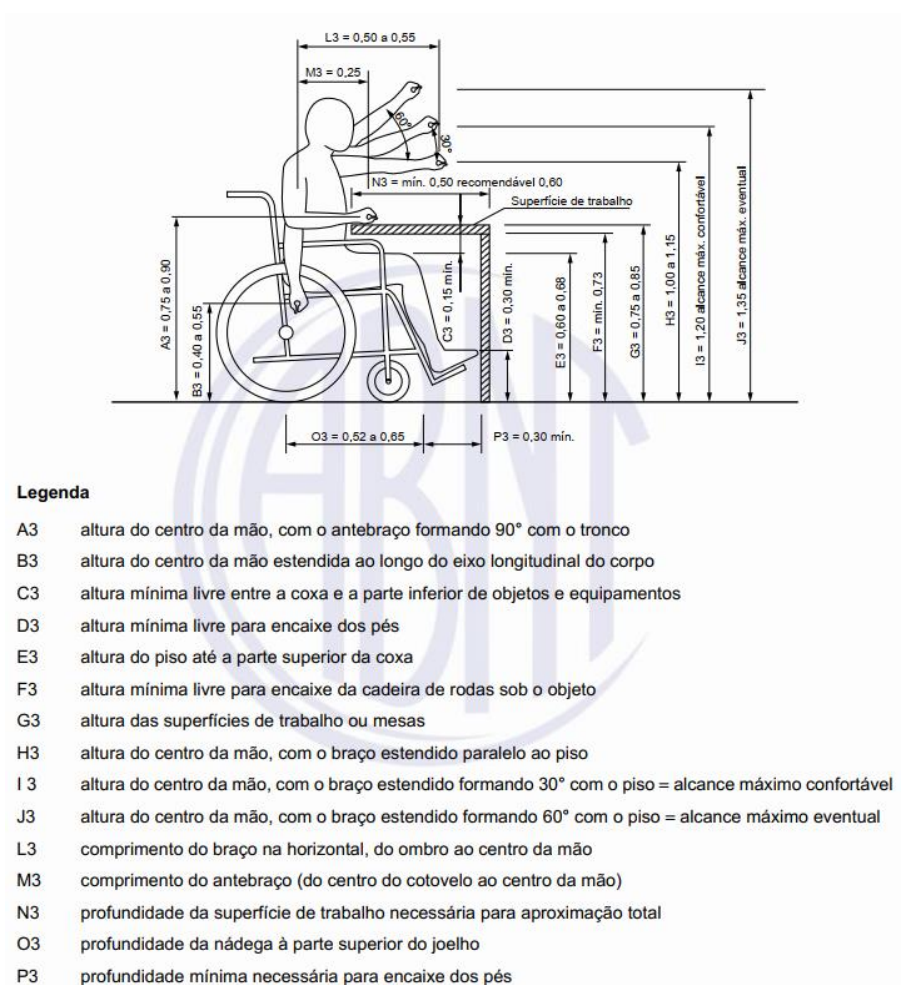 L3 = 0,50 a 0,55
M3 = 0,25
60°
30°
N3 = mín. 0,50 recomendável 0,60
Superfície de trabalho
A3 = 0,75 a 0,90
B3 = 0,40 a 0,55
C3 = 0,15 mín.
D3 = 0,30 mín.
E3 = 0,60 a 0,68
F3 = mín. 0,73
G3 = 0,75 a 0,85
H3 = 1,00 a 1,15
I3 = 1,20 alcance máx. confortável
J3 = 1,35 alcance máx. eventual
O3 = 0,52 a 0,65
P3 = 0,30 mín.
ABNT
Legenda
A3 altura do centro da mão, com o antebraço formando 90° com o tronco
B3 altura do centro da mão estendida ao longo do eixo longitudinal do corpo
C3 altura mínima livre entre a coxa e a parte inferior de objetos e equipamentos
D3 altura mínima livre para encaixe dos pés
E3 altura do piso até a parte superior da coxa
F3 altura mínima livre para encaixe da cadeira de rodas sob o objeto
G3 altura das superfícies de trabalho ou mesas
H3 altura do centro da mão, com o braço estendido paralelo ao piso
I 3 altura do centro da mão, com o braço estendido formando 30° com o piso = alcance máximo confortável
J3 altura do centro da mão, com o braço estendido formando 60° com o piso = alcance máximo eventual
L3 comprimento do braço na horizontal, do ombro ao centro da mão
M3 comprimento do antebraço (do centro do cotovelo ao centro da mão)
N3 profundidade da superfície de trabalho necessária para aproximação total
O3 profundidade da nádega à parte superior do joelho
P3 profundidade mínima necessária para encaixe dos pés